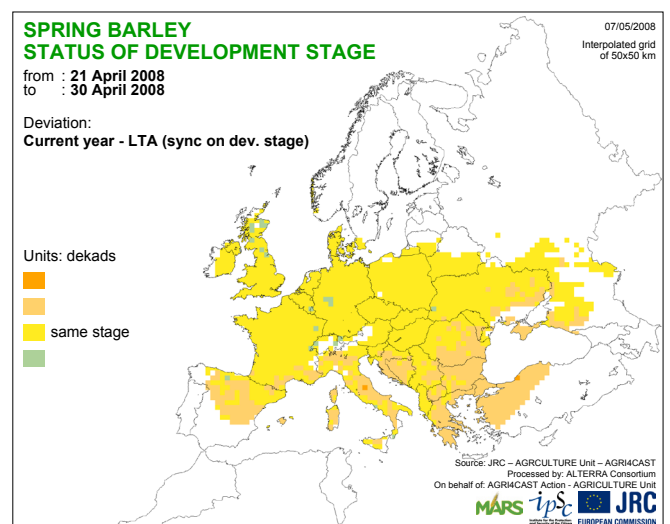 SPRING BARLEY
STATUS OF DEVELOPMENT STAGE
from : 21 April 2008
to : 30 April 2008
Deviation:
Current year - LTA (sync on dev. stage)
07/05/2008
Interpolated grid
of 50x50 km
Units: dekads
same stage
Source: JRC – AGRCULTURE Unit – AGRI4CAST
Processed by: ALTERRA Consortium
On behalf of: AGRI4CAST Action - AGRICULTURE Unit
MARS ipsc JRC
EUROPEAN COMMISSION